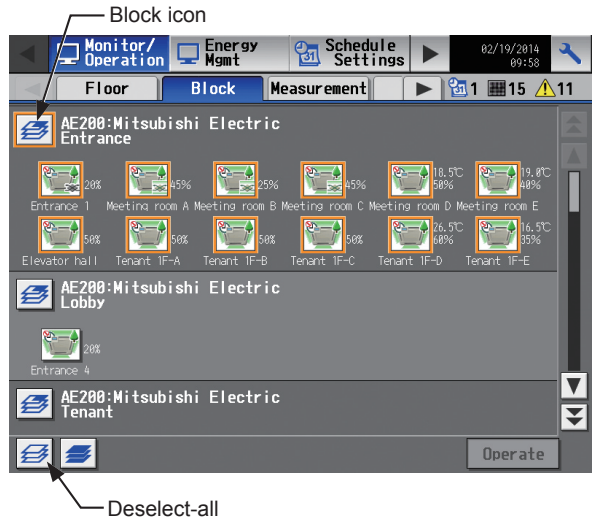 Block icon
Monitor/
Operation
Energy
Mgmt
31
Schedule
Settings
02/19/2014
09:58
Floor
Block
Measurement
31 1
15
11
AE200:Mitsubishi Electric
Entrance
20%
45%
25%
45%
18.5℃
50%
19.0℃
40%
Entrance 1 Meeting room A Meeting room B Meeting room C Meeting room D Meeting room E
50%
50%
50%
50%
26.5℃
60%
16.5℃
35%
Elevator hall Tenant 1F-A Tenant 1F-B Tenant 1F-C Tenant 1F-D Tenant 1F-E
AE200:Mitsubishi Electric
Lobby
20%
Entrance 4
AE200:Mitsubishi Electric
Tenant
Operate
Deselect-all